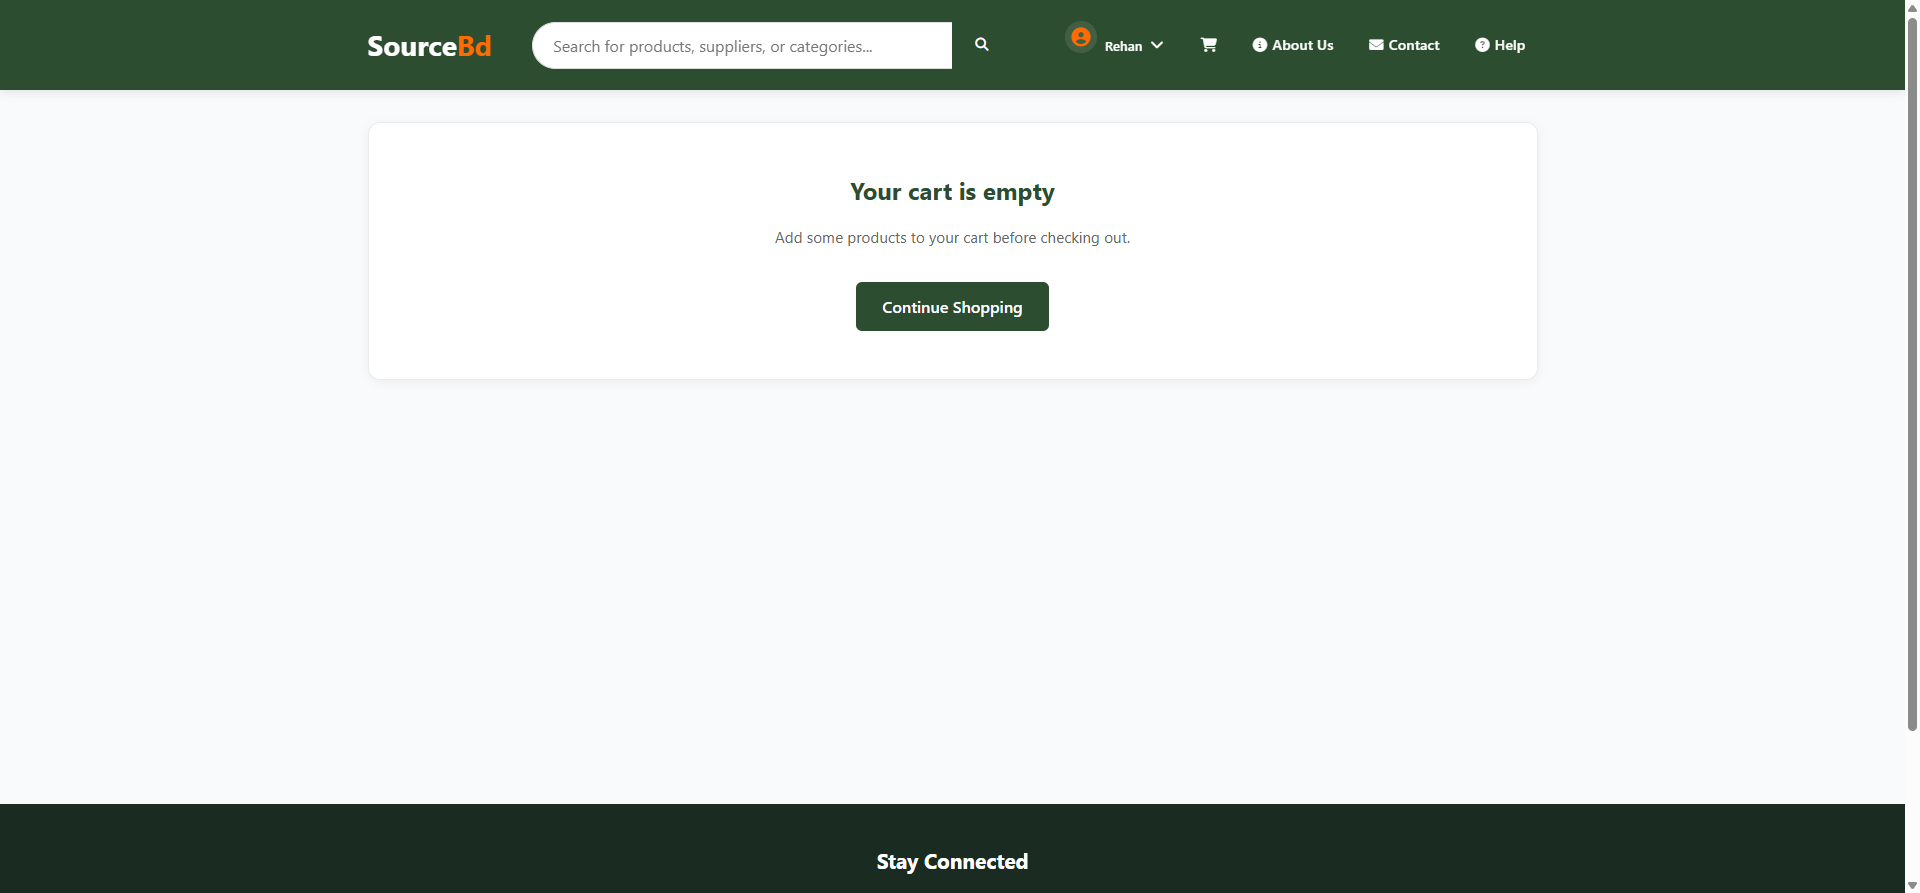 SourceBd
Search for products, suppliers, or categories...
Rehan
About Us
Contact
Help
Your cart is empty
Add some products to your cart before checking out.
Continue Shopping
Stay Connected